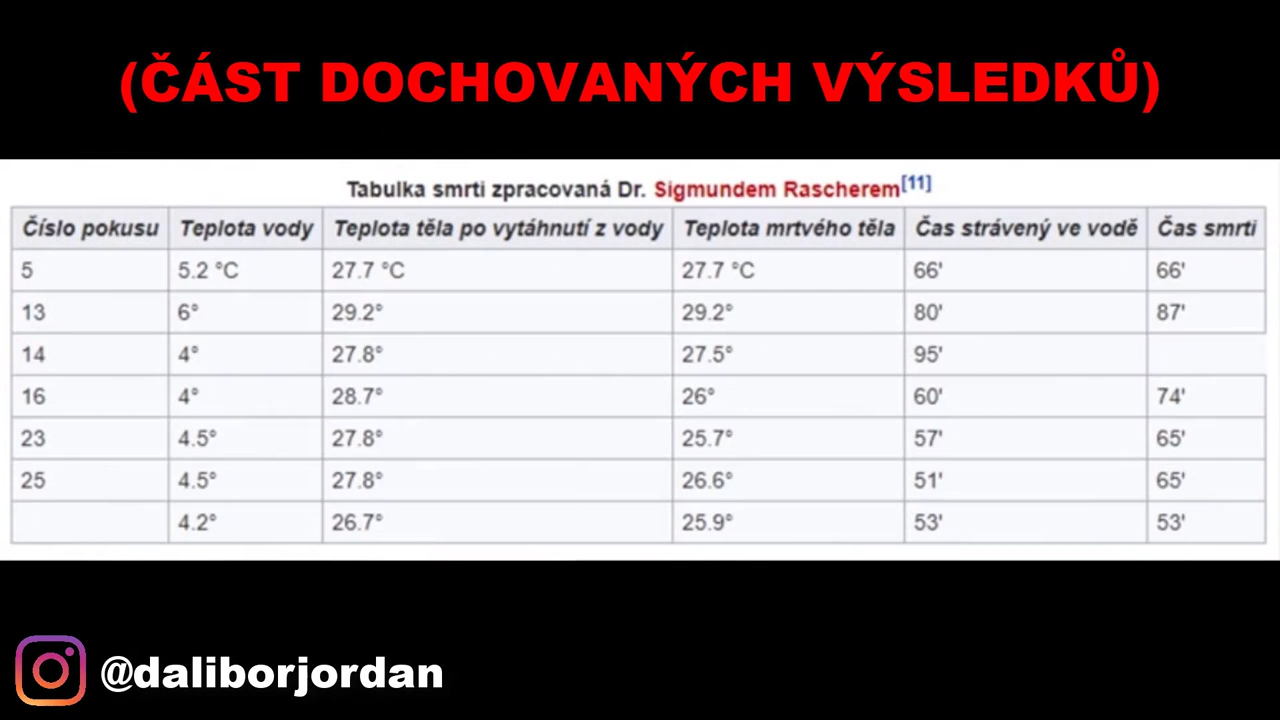 (ČÁST DOCHOVANÝCH VÝSLEDKŮ)
Tabulka smrti zpracovaná Dr. Sigmundem Rascherem[11]
Číslo pokusu Teplota vody Teplota těla po vytáhnutí z vody Teplota mrtvého těla Čas strávený ve vodě Čas smrti
5 5.2 °C 27.7 °C 27.7 °C 66' 66'
13 6° 29.2° 29.2° 80' 87'
14 4° 27.8° 27.5° 95'
16 4° 28.7° 26° 60' 74'
23 4.5° 27.8° 25.7° 57' 65'
25 4.5° 27.8° 26.6° 51' 65'
4.2° 26.7° 25.9° 53' 53'
@daliborjordan